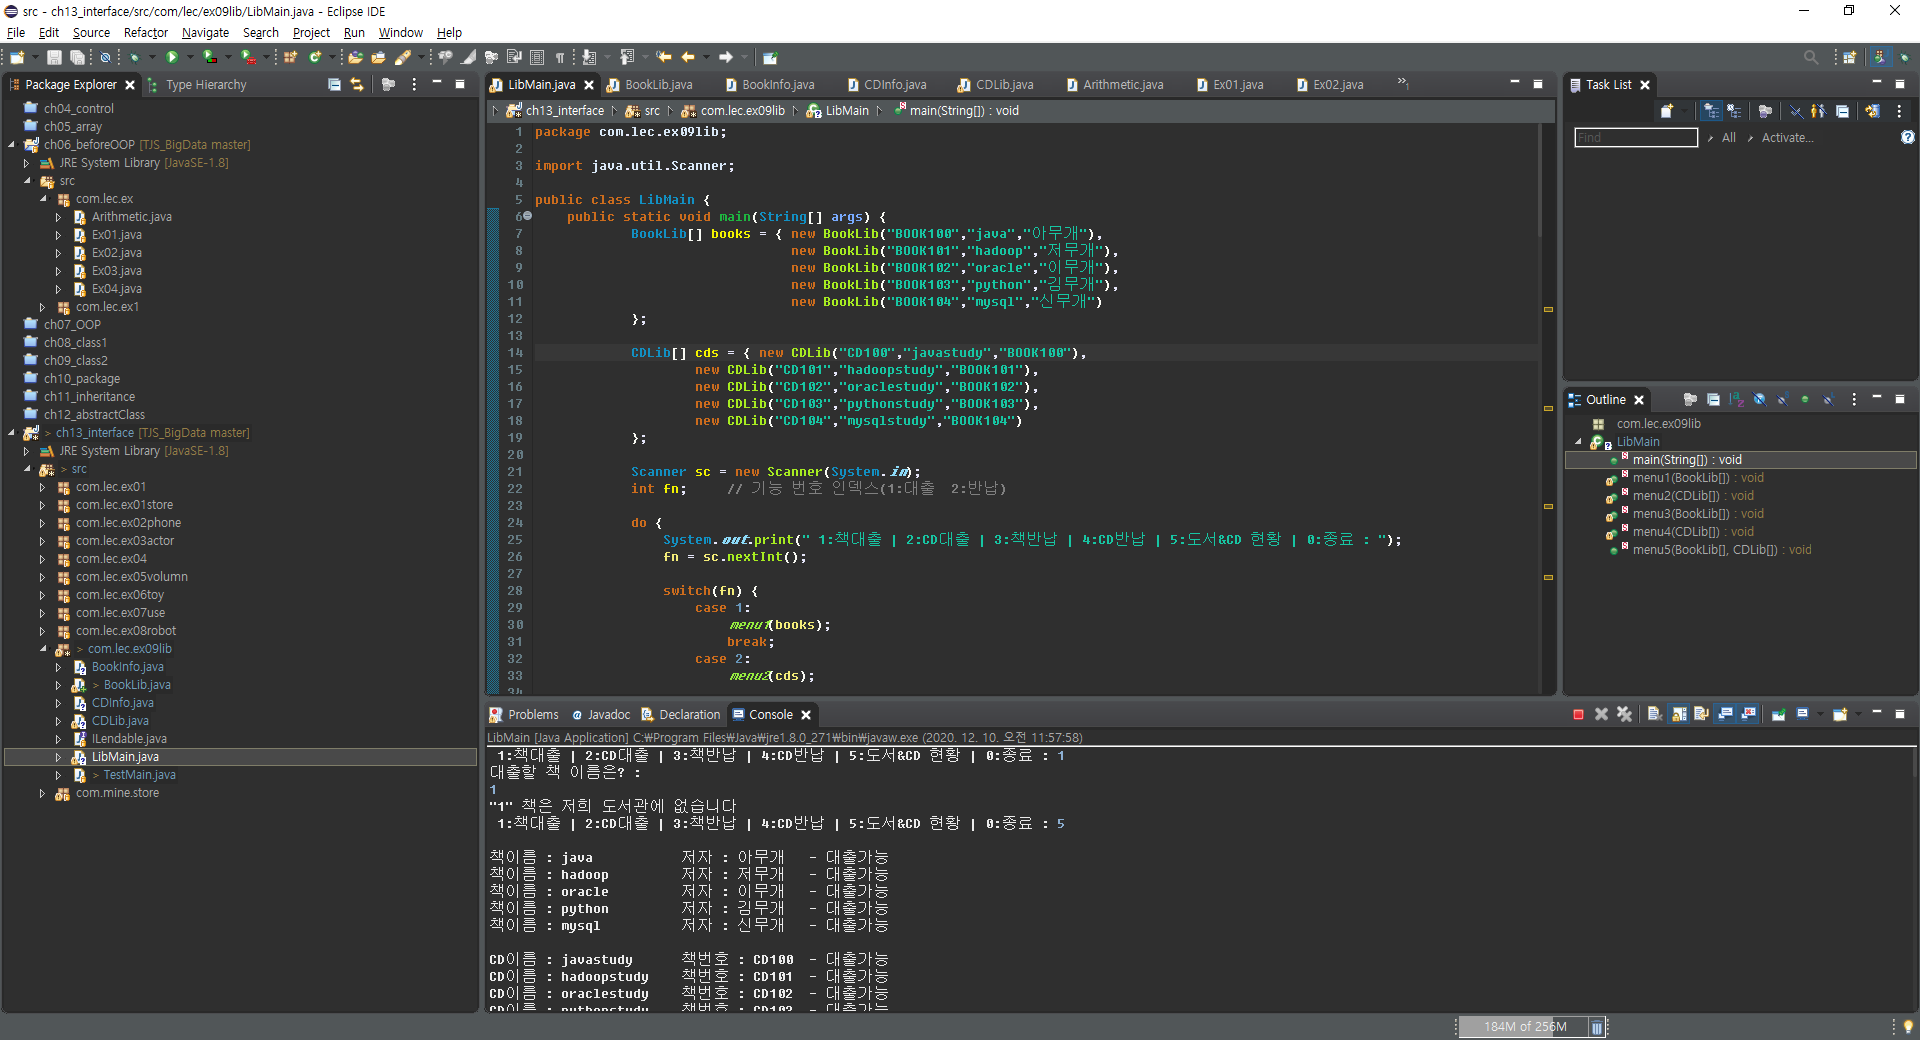 src - ch13_interface/src/com/lec/ex09lib/LibMain.java - Eclipse IDE
File Edit Source Refactor Navigate Search Project Run Window Help
Package Explorer
Type Hierarchy
ch04_control
ch05_array
ch06_beforeOOP [TJS_BigData master]
JRE System Library [JavaSE-1.8]
src
com.lec.ex
Arithmetic.java
Ex01.java
Ex02.java
Ex03.java
Ex04.java
com.lec.ex1
ch07_OOP
ch08_class1
ch09_class2
ch10_package
ch11_inheritance
ch12_abstractClass
> ch13_interface [TJS_BigData master]
JRE System Library [JavaSE-1.8]
> src
com.lec.ex01
com.lec.ex01store
com.lec.ex02phone
com.lec.ex03actor
com.lec.ex04
com.lec.ex05volumn
com.lec.ex06toy
com.lec.ex07use
com.lec.ex08robot
> com.lec.ex09lib
BookInfo.java
> BookLib.java
CDInfo.java
CDLib.java
ILendable.java
LibMain.java
> TestMain.java
com.mine.store
LibMain.java BookLib.java BookInfo.java CDInfo.java CDLib.java Arithmetic.java Ex01.java Ex02.java »1
ch13_interface src com.lec.ex09lib LibMain main(String[]) : void
1 package com.lec.ex09lib;
2
3 import java.util.Scanner;
4
5 public class LibMain {
6 public static void main(String[] args) {
7 BookLib[] books = { new BookLib("BOOK100","java","아무개"),
8 new BookLib("BOOK101","hadoop","저무개"),
9 new BookLib("BOOK102","oracle","이무개"),
10 new BookLib("BOOK103","python","김무개"),
11 new BookLib("BOOK104","mysql","신무개")
12 };
13
14 CDLib[] cds = { new CDLib("CD100","javastudy","BOOK100"),
15 new CDLib("CD101","hadoopstudy","BOOK101"),
16 new CDLib("CD102","oraclestudy","BOOK102"),
17 new CDLib("CD103","pythonstudy","BOOK103"),
18 new CDLib("CD104","mysqlstudy","BOOK104")
19 };
20
21 Scanner sc = new Scanner(System.in);
22 int fn; // 기능 번호 인덱스(1:대출 2:반납)
23
24 do {
25 System.out.print(" 1:책대출 | 2:CD대출 | 3:책반납 | 4:CD반납 | 5:도서&CD 현황 | 0:종료 : ");
26 fn = sc.nextInt();
27
28 switch(fn) {
29 case 1:
30 menu1(books);
31 break;
32 case 2:
33 menu2(cds);
34
Problems Javadoc Declaration Console
LibMain [Java Application] C:₩Program Files₩Java₩jre1.8.0_271₩bin₩javaw.exe (2020. 12. 10. 오전 11:57:58)
1:책대출 | 2:CD대출 | 3:책반납 | 4:CD반납 | 5:도서&CD 현황 | 0:종료 : 1
대출할 책 이름은? :
1
"1" 책은 저희 도서관에 없습니다
1:책대출 | 2:CD대출 | 3:책반납 | 4:CD반납 | 5:도서&CD 현황 | 0:종료 : 5
책이름 : java 저자 : 아무개 - 대출가능
책이름 : hadoop 저자 : 저무개 - 대출가능
책이름 : oracle 저자 : 이무개 - 대출가능
책이름 : python 저자 : 김무개 - 대출가능
책이름 : mysql 저자 : 신무개 - 대출가능
CD이름 : javastudy 책번호 : CD100 - 대출가능
CD이름 : hadoopstudy 책번호 : CD101 - 대출가능
CD이름 : oraclestudy 책번호 : CD102 - 대출가능
CD이름 : pythonstudy 책번호 : CD103 - 대출가능
Task List
Find All Activate...
Outline
com.lec.ex09lib
LibMain
main(String[]) : void
menu1(BookLib[]) : void
menu2(CDLib[]) : void
menu3(BookLib[]) : void
menu4(CDLib[]) : void
menu5(BookLib[], CDLib[]) : void
184M of 256M